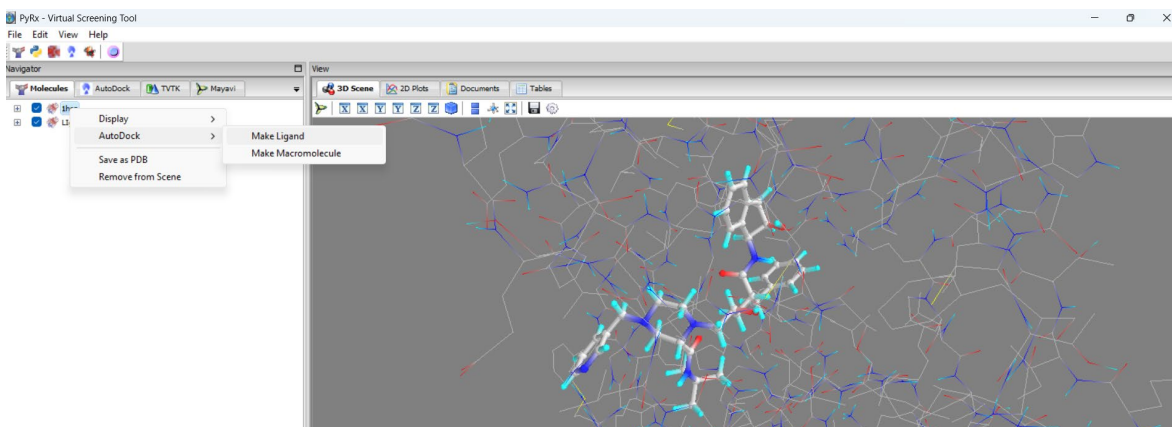 PyRx - Virtual Screening Tool
File Edit View Help
Navigator
View
Molecules AutoDock TVTK Mayavi
3D Scene 2D Plots Documents Tables
X X Y Y Z Z
Display
AutoDock
Make Ligand
Save as PDB
Make Macromolecule
Remove from Scene